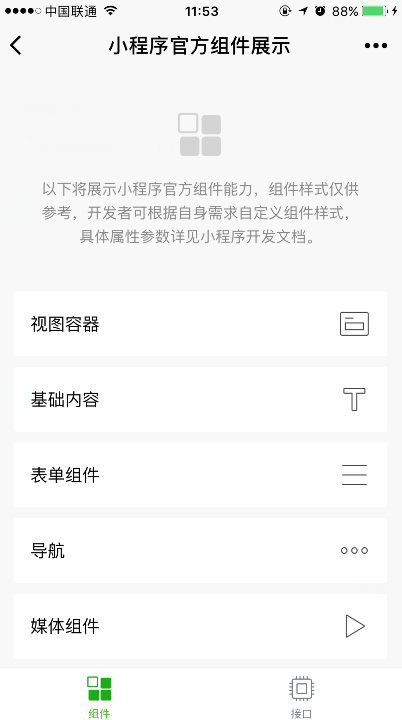 中国联通 11:53 88%
小程序官方组件展示
以下将展示小程序官方组件能力，组件样式仅供
参考，开发者可根据自身需求自定义组件样式，
具体属性参数详见小程序开发文档。
视图容器
基础内容
表单组件
导航
媒体组件
组件 接口